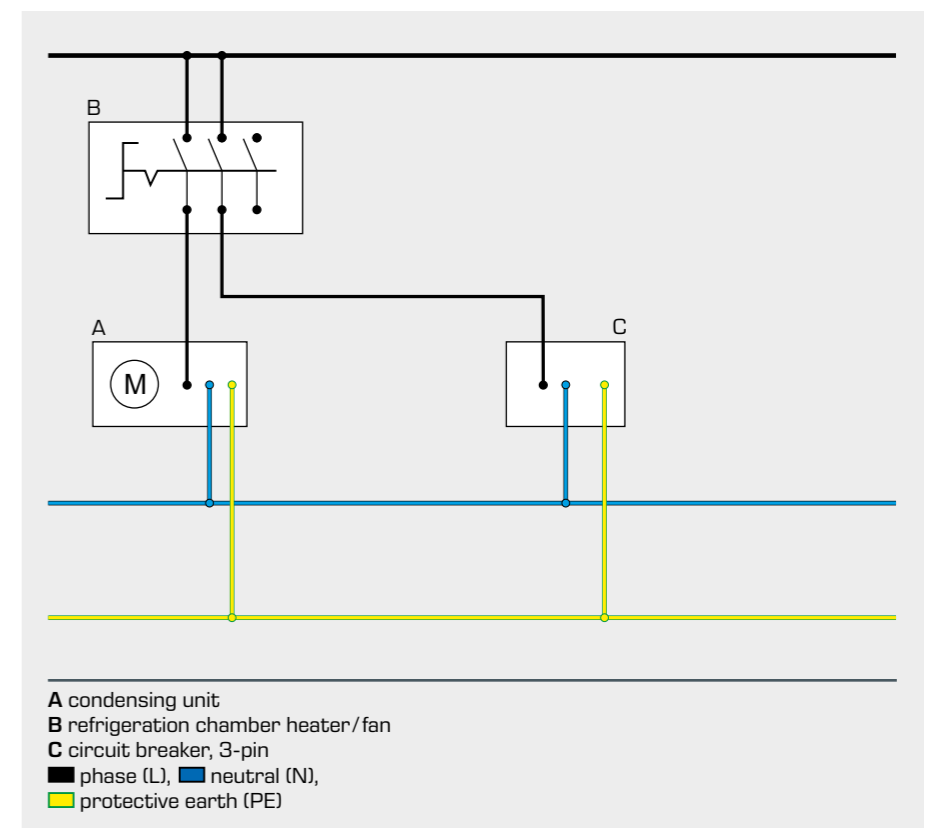 B
A
C
M
A condensing unit
B refrigeration chamber heater/fan
C circuit breaker, 3-pin
phase (L), neutral (N),
protective earth (PE)